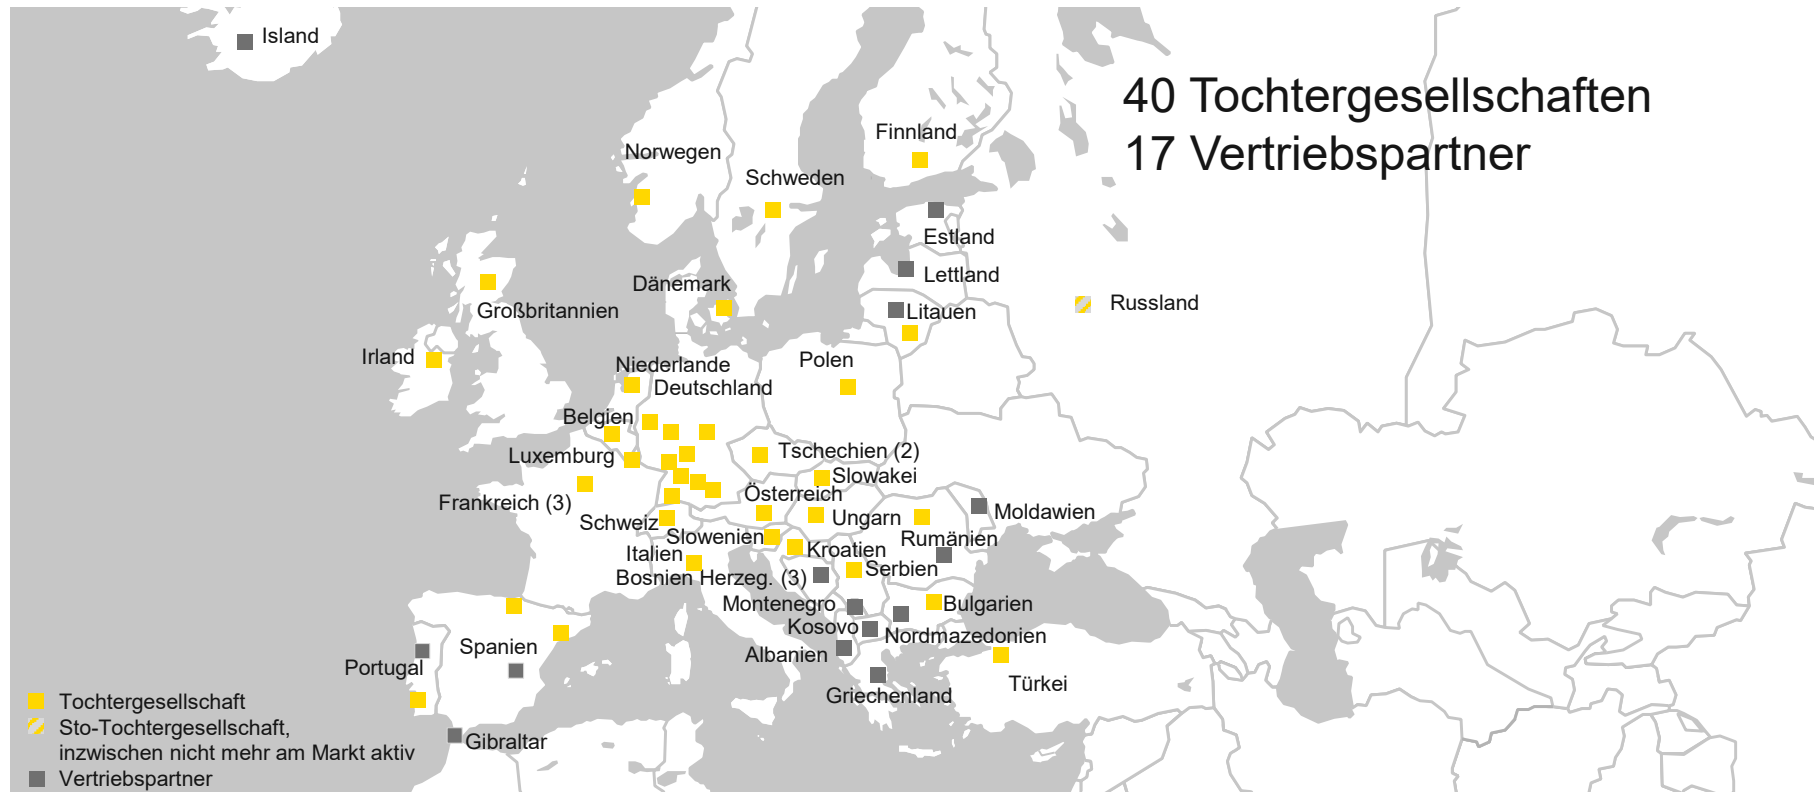 Island
40 Tochtergesellschaften
17 Vertriebspartner
Finnland
Norwegen
Schweden
Estland
Lettland
Dänemark
Russland
Großbritannien
Litauen
Irland
Polen
Niederlande
Deutschland
Belgien
Tschechien (2)
Luxemburg
Slowakei
Österreich
Frankreich (3)
Moldawien
Schweiz
Ungarn
Slowenien
Rumänien
Italien
Kroatien
Serbien
Bosnien Herzeg. (3)
Montenegro
Bulgarien
Kosovo
Nordmazedonien
Spanien
Albanien
Portugal
Türkei
Griechenland
Gibraltar
Tochtergesellschaft
Sto-Tochtergesellschaft,
inzwischen nicht mehr am Markt aktiv
Vertriebspartner